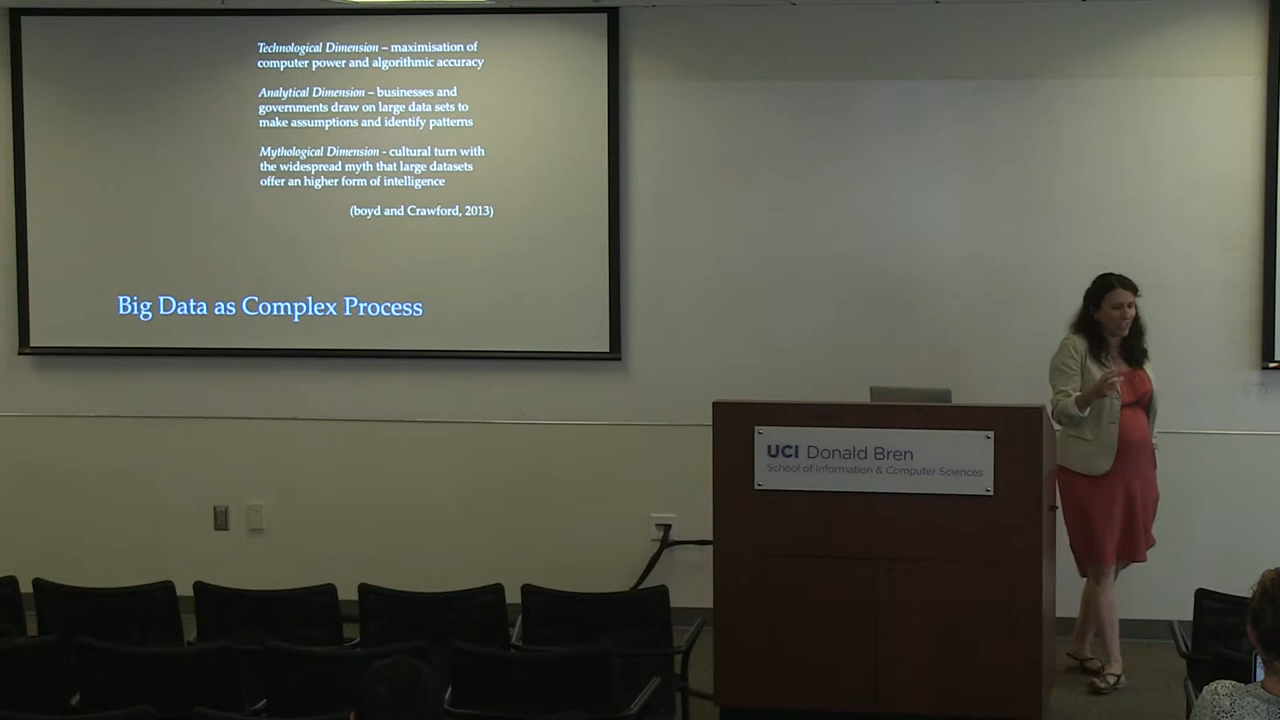 Technological Dimension – maximisation of
computer power and algorithmic accuracy
Analytical Dimension – businesses and
governments draw on large data sets to
make assumptions and identify patterns
Mythological Dimension - cultural turn with
the widespread myth that large datasets
offer an higher form of intelligence
(boyd and Crawford, 2013)
Big Data as Complex Process
UCI Donald Bren
School of Information & Computer Sciences